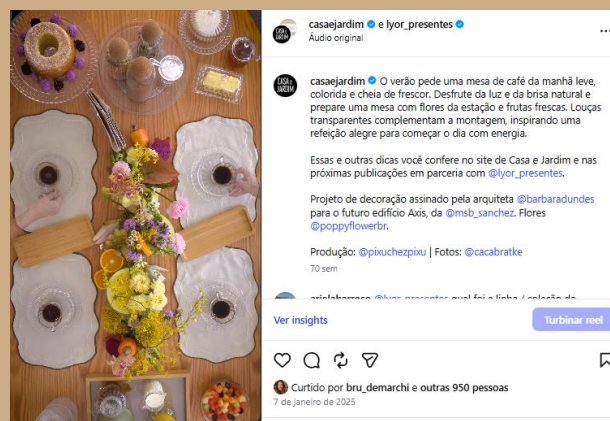 casaejardim e lyor_presentes
Áudio original
casaejardim O verão pede uma mesa de café da manhã leve,
colorida e cheia de frescor. Desfrute da luz e da brisa natural e
prepare uma mesa com flores da estação e frutas frescas. Louças
transparentes complementam a montagem, inspirando uma
refeição alegre para começar o dia com energia.
Essas e outras dicas você confere no site de Casa e Jardim e nas
próximas publicações em parceria com @lyor_presentes.
Projeto de decoração assinado pela arquiteta @barbaradundes
para o futuro edifício Axis, da @msb_sanchez. Flores
@poppyflowerbr.
Produção: @pixuchezpixu | Fotos: @cacabratke
70 sem
Ver insights
Turbinar reel
Curtido por bru_demarchi e outras 950 pessoas
7 de janeiro de 2025